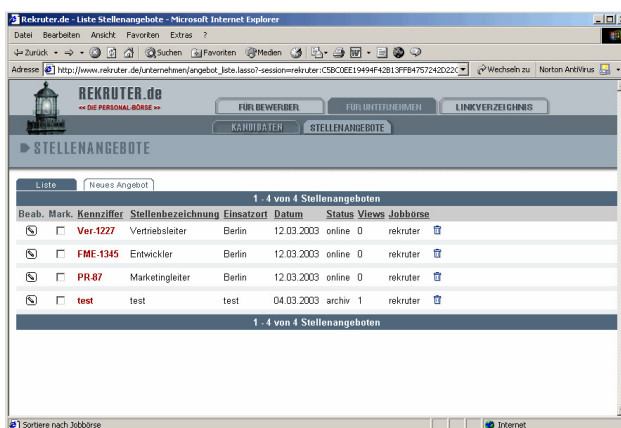 Rekruter.de - Liste Stellenangebote - Microsoft Internet Explorer
Datei Bearbeiten Ansicht Favoriten Extras ?
Zurück Suchen Favoriten Medien
Adresse http://www.rekruter.de/unternehmen/angebot_liste.lasso?-session=rekruter:C5BC0EE19494F42B13FFB4757242D22C Wechseln zu Norton AntiVirus
REKRUTER.de
<< DIE PERSONAL-BÖRSE >>
FÜR BEWERBER FÜR UNTERNEHMEN LINKVERZEICHNIS
KANDIDATEN STELLENANGEBOTE
STELLENANGEBOTE
Liste Neues Angebot
1 - 4 von 4 Stellenangeboten
Beab. Mark. Kennziffer Stellenbezeichnung Einsatzort Datum Status Views Jobbörse
Ver-1227 Vertriebsleiter Berlin 12.03.2003 online 0 rekruter
FME-1345 Entwickler Berlin 12.03.2003 online 0 rekruter
PR-87 Marketingleiter Berlin 12.03.2003 online 0 rekruter
test test test 04.03.2003 archiv 1 rekruter
1 - 4 von 4 Stellenangeboten
Sortiere nach Jobbörse Internet